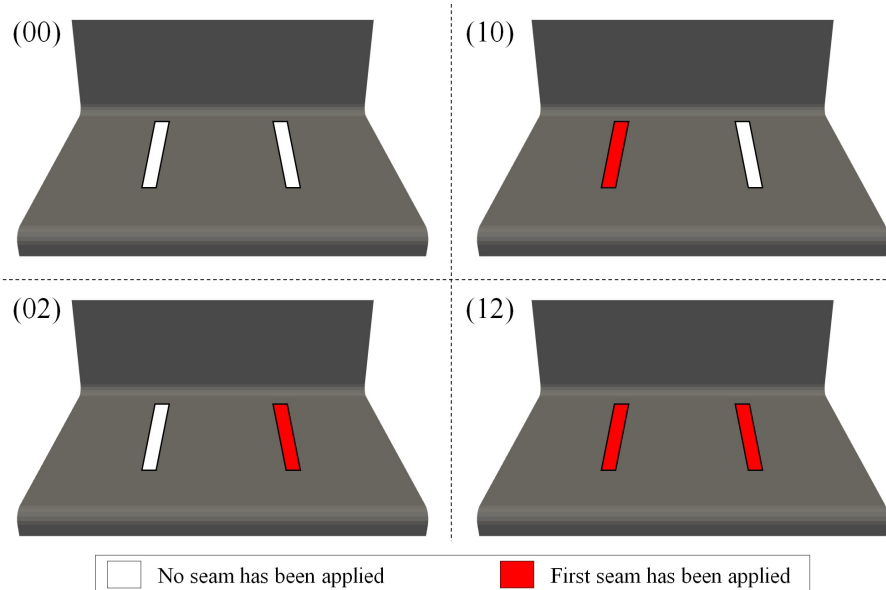 (00)
(10)
(02)
(12)
No seam has been applied
First seam has been applied